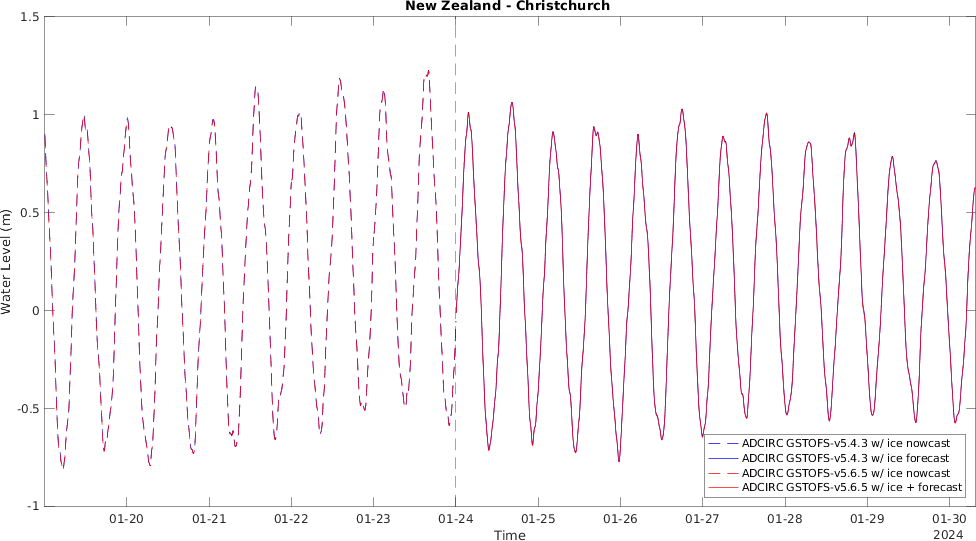 New Zealand - Christchurch
1.5
1
0.5
0
-0.5
-1
Water Level (m)
01-20 01-21 01-22 01-23 01-24 01-25 01-26 01-27 01-28 01-29 01-30
2024
Time
ADCIRC GSTOFS-v5.4.3 w/ ice nowcast
ADCIRC GSTOFS-v5.4.3 w/ ice forecast
ADCIRC GSTOFS-v5.6.5 w/ ice nowcast
ADCIRC GSTOFS-v5.6.5 w/ ice + forecast